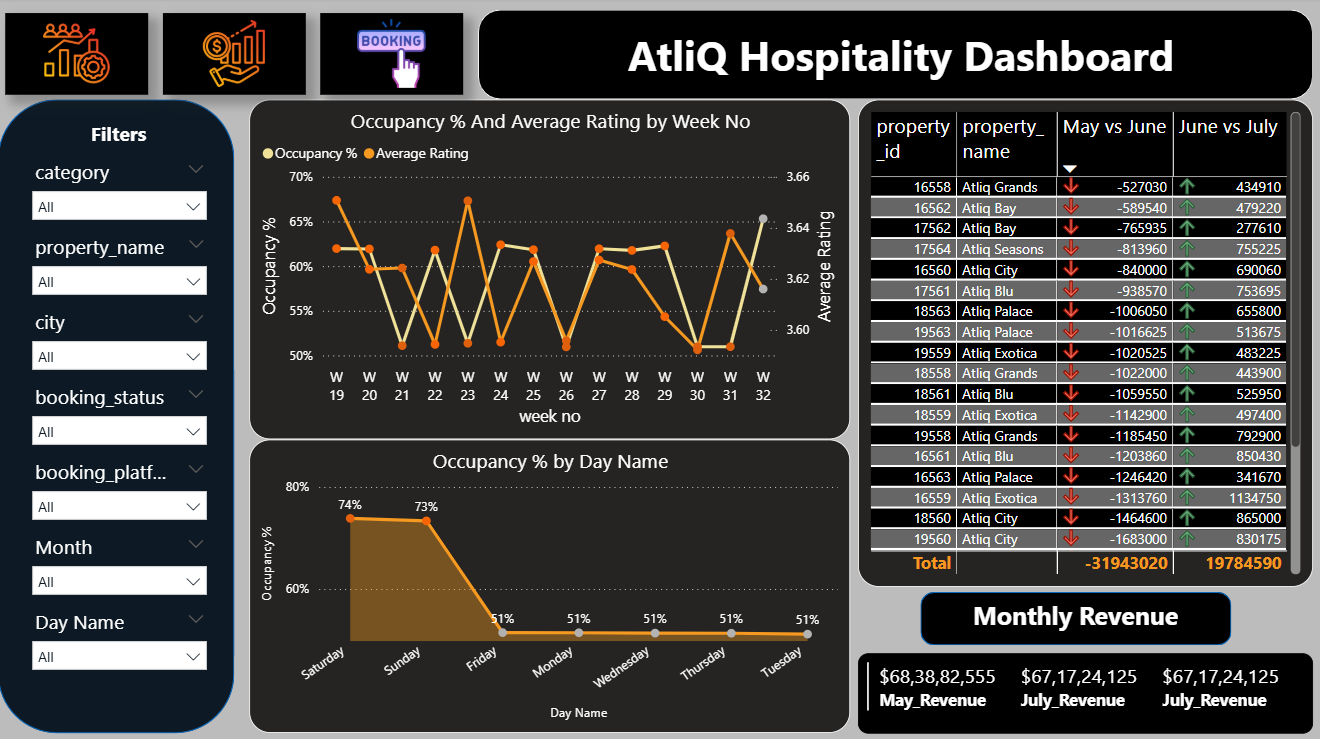 BOOKING
AtliQ Hospitality Dashboard
Filters
category
All
property_name
All
city
All
booking_status
All
booking_platf...
All
Month
All
Day Name
All
Occupancy % And Average Rating by Week No
Occupancy % Average Rating
70%
65%
60%
55%
50%
Occupancy %
3.66
3.64
3.62
3.60
Average Rating
W 19
W 20
W 21
W 22
W 23
W 24
W 25
W 26
W 27
W 28
W 29
W 30
W 31
W 32
week no
Occupancy % by Day Name
80%
60%
Occupancy %
74%
73%
51%
51%
51%
51%
51%
Saturday
Sunday
Friday
Monday
Wednesday
Thursday
Tuesday
Day Name
property_id property_name May vs June June vs July
16558 Atliq Grands -527030 434910
16562 Atliq Bay -589540 479220
17562 Atliq Bay -765935 277610
17564 Atliq Seasons -813960 755225
16560 Atliq City -840000 690060
17561 Atliq Blu -938570 753695
18563 Atliq Palace -1006050 655800
19563 Atliq Palace -1016625 513675
19559 Atliq Exotica -1020525 483225
18558 Atliq Grands -1022000 443900
18561 Atliq Blu -1059550 525950
18559 Atliq Exotica -1142900 497400
19558 Atliq Grands -1185450 792900
16561 Atliq Blu -1203860 850430
16563 Atliq Palace -1246420 341670
16559 Atliq Exotica -1313760 1134750
18560 Atliq City -1464600 865000
19560 Atliq City -1683000 830175
Total -31943020 19784590
Monthly Revenue
$68,38,82,555 $67,17,24,125 $67,17,24,125
May_Revenue July_Revenue July_Revenue